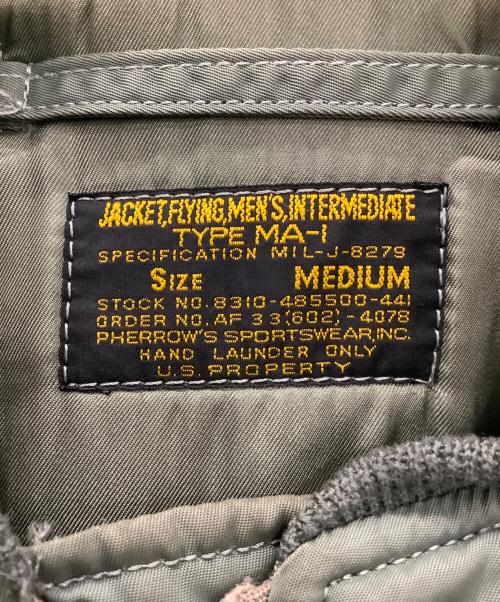 JACKET,FLYING,MEN'S,INTERMEDIATE
TYPE MA-1
SPECIFICATION MIL-J-8279
SIZE MEDIUM
STOCK NO.8310-485500-441
ORDER NO.AF 33(602)-4078
PHERROW'S SPORTSWEAR,INC.
HAND LAUNDER ONLY
U.S.PROPERTY